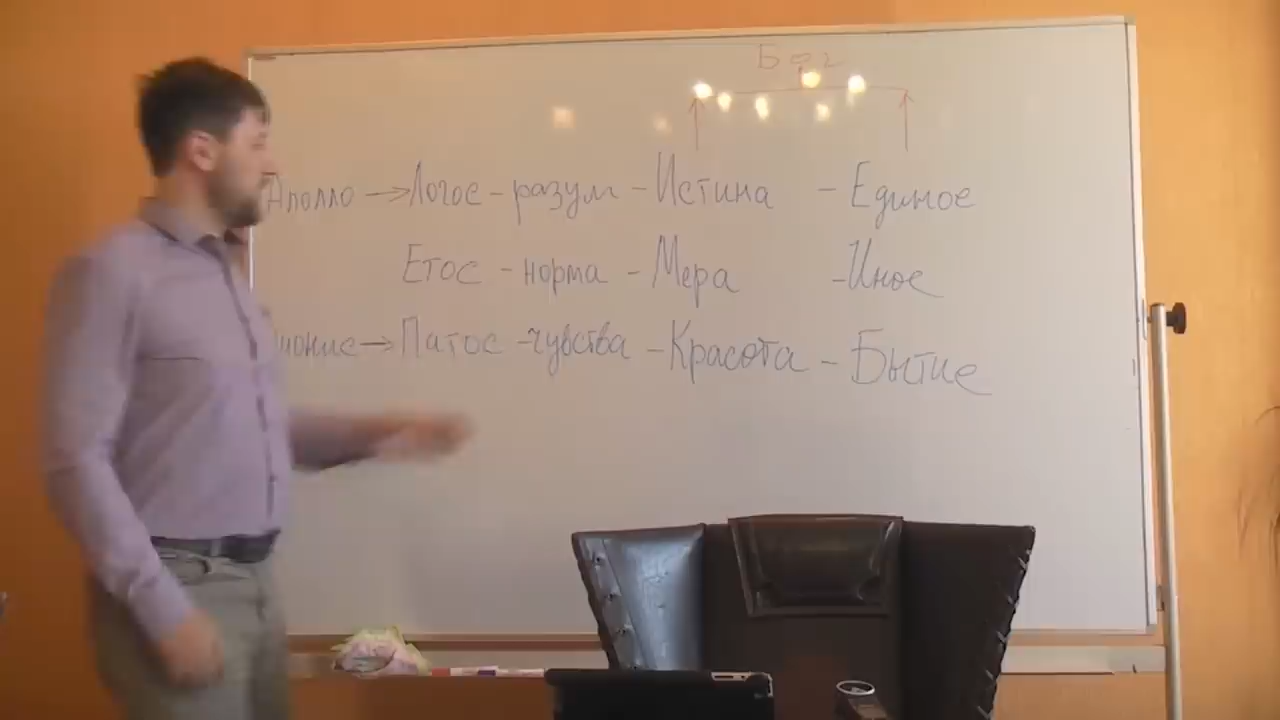 Бог
Аполло → Логос - разум - Истина - Единое
Етос - норма - Мера - Иное
→ Патос - чувства - Красота - Бытие